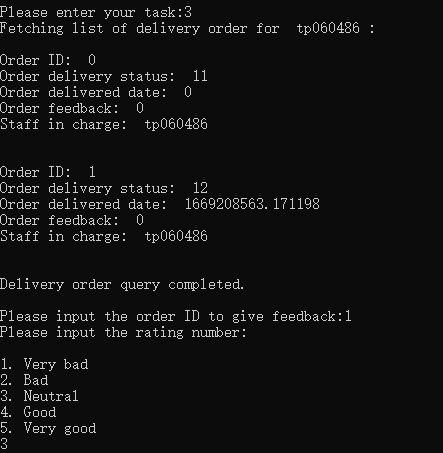 Please enter your task:3
Fetching list of delivery order for  tp060486 :
Order ID:  0
Order delivery status:  11
Order delivered date:  0
Order feedback:  0
Staff in charge:  tp060486
Order ID:  1
Order delivery status:  12
Order delivered date:  1669208563.171198
Order feedback:  0
Staff in charge:  tp060486
Delivery order query completed.
Please input the order ID to give feedback:1
Please input the rating number:
1. Very bad
2. Bad
3. Neutral
4. Good
5. Very good
3